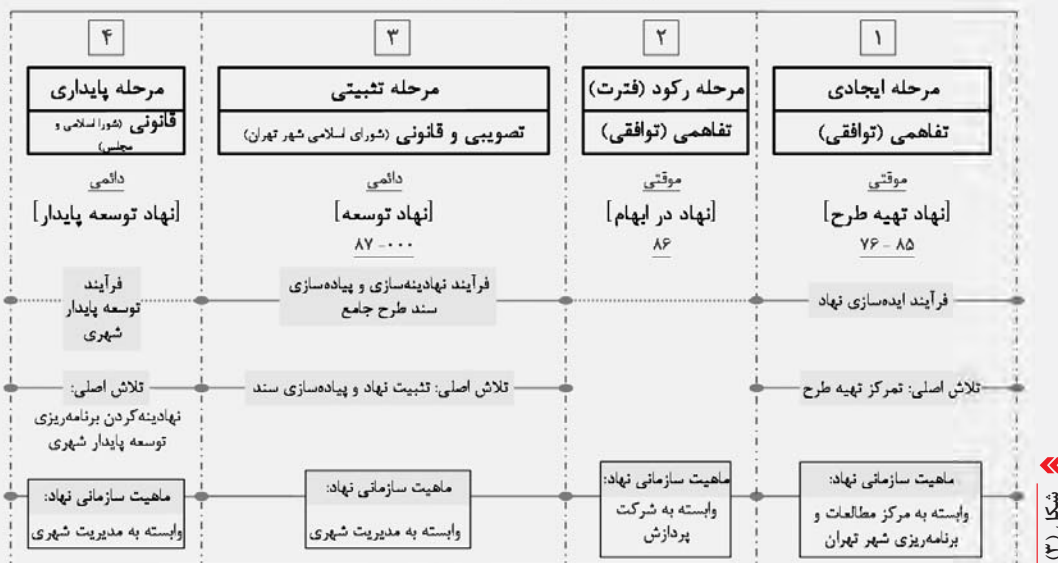 ۱
مرحله ایجادی
تفاهمی (توافقی)
موقتی
[نهاد تهیه طرح]
۷۶ - ۸۵
فرآیند ایده‌سازی نهاد
تلاش اصلی: تمرکز تهیه طرح
ماهیت سازمانی نهاد:
وابسته به مرکز مطالعات و
برنامه‌ریزی شهر تهران
۲
مرحله رکود (فترت)
تفاهمی (توافقی)
موقتی
[نهاد در ابهام]
۸۶
ماهیت سازمانی نهاد:
وابسته به شرکت
پردازش
۳
مرحله تثبیتی
تصویبی و قانونی (شورای اسلامی شهر تهران)
دائمی
[نهاد توسعه]
۸۷ -۰۰۰
فرآیند نهادینه‌سازی و پیاده‌سازی
سند طرح جامع
تلاش اصلی: تثبیت نهاد و پیاده‌سازی سند
ماهیت سازمانی نهاد:
وابسته به مدیریت شهری
۴
مرحله پایداری
قانونی (شورا اسلامی و
مجلس)
دائمی
[نهاد توسعه پایدار]
فرآیند
توسعه پایدار
شهری
تلاش اصلی:
نهادینه‌کردن برنامه‌ریزی
توسعه پایدار شهری
ماهیت سازمانی نهاد:
وابسته به مدیریت شهری